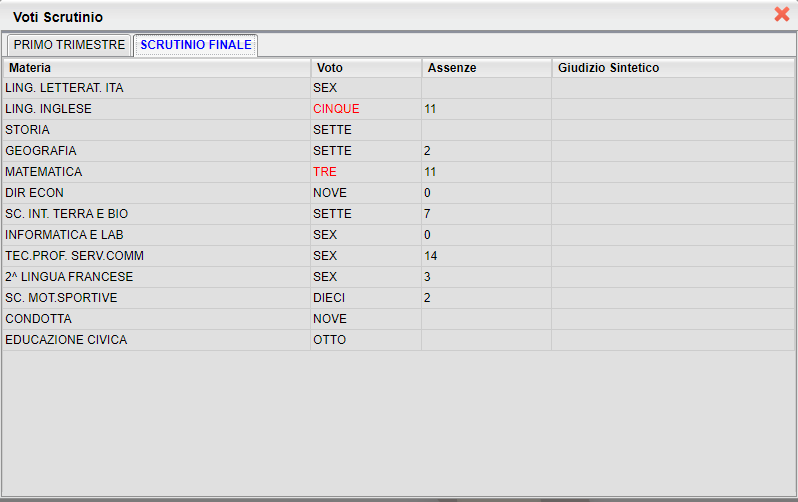 Voti Scrutinio
PRIMO TRIMESTRE SCRUTINIO FINALE
Materia Voto Assenze Giudizio Sintetico
LING. LETTERAT. ITA SEX
LING. INGLESE CINQUE 11
STORIA SETTE
GEOGRAFIA SETTE 2
MATEMATICA TRE 11
DIR ECON NOVE 0
SC. INT. TERRA E BIO SETTE 7
INFORMATICA E LAB SEX 0
TEC.PROF. SERV.COMM SEX 14
2^ LINGUA FRANCESE SEX 3
SC. MOT.SPORTIVE DIECI 2
CONDOTTA NOVE
EDUCAZIONE CIVICA OTTO